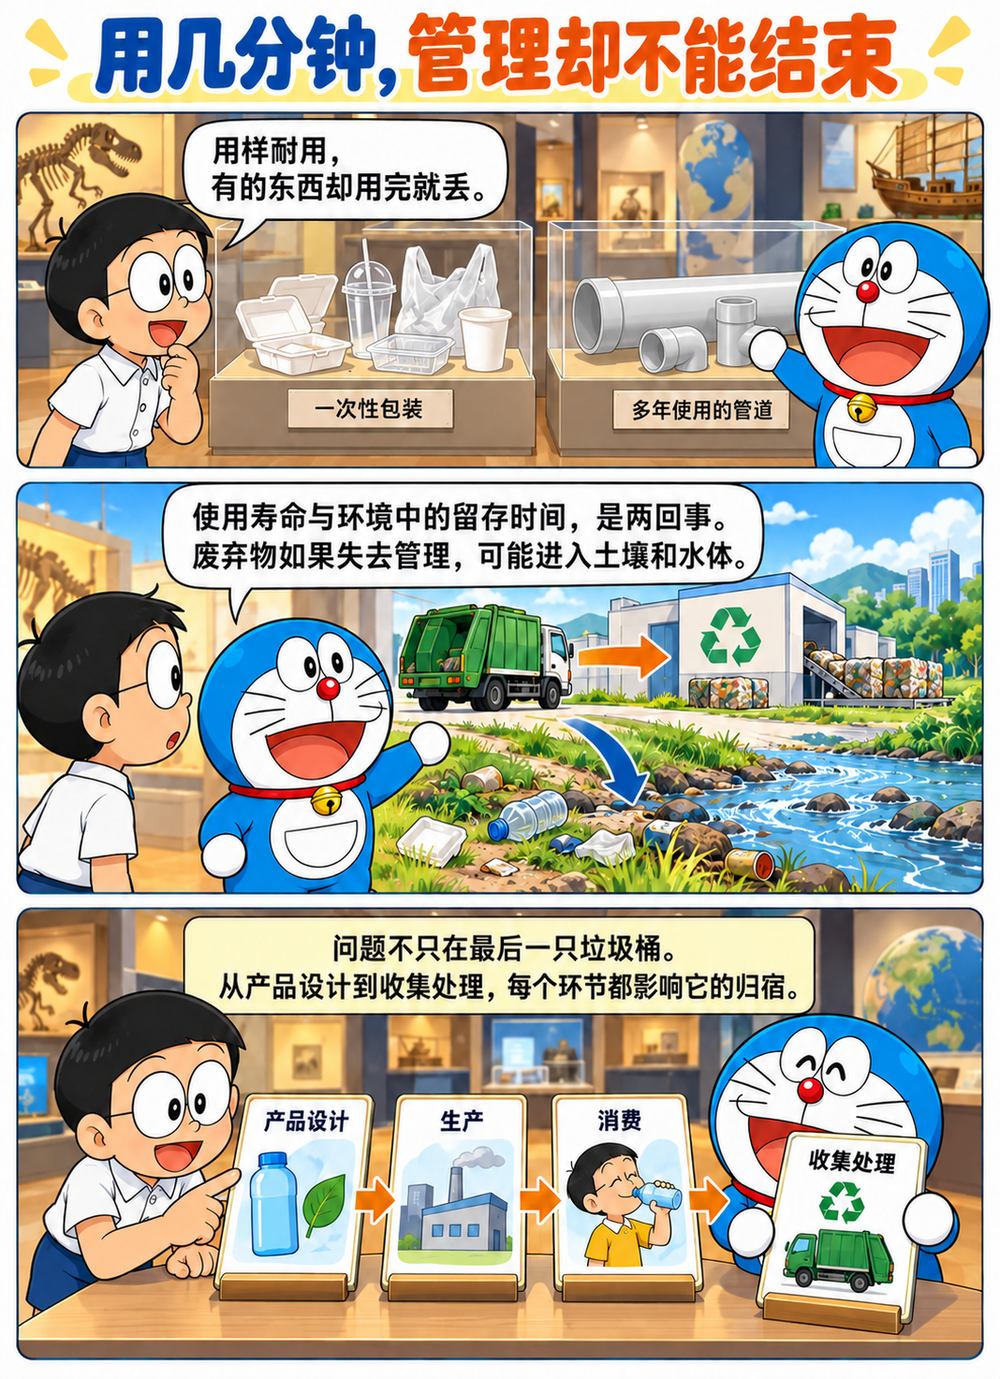 用几分钟，管理却不能结束
用样耐用，
有的东西却用完就丢。
一次性包装
多年使用的管道
使用寿命与环境中的留存时间，是两回事。
废弃物如果失去管理，可能进入土壤和水体。
问题不只在最后一只垃圾桶。
从产品设计到收集处理，每个环节都影响它的归宿。
产品设计
生产
消费
收集处理